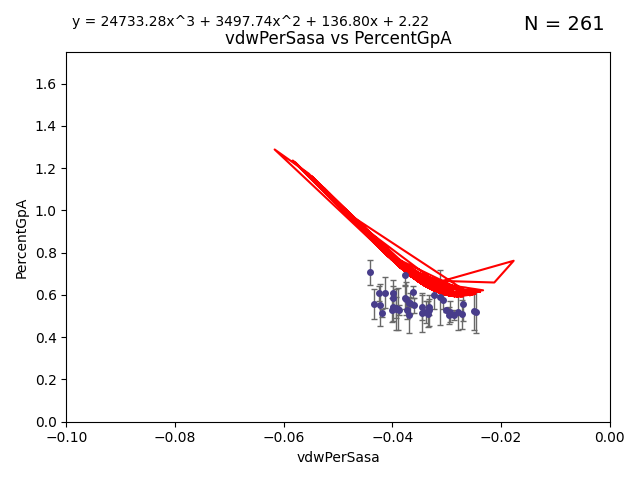 y = 24733.28x^3 + 3497.74x^2 + 136.80x + 2.22
N = 261
vdwPerSasa vs PercentGpA
PercentGpA
1.6
1.4
1.2
1.0
0.8
0.6
0.4
0.2
0.0
−0.10 −0.08 −0.06 −0.04 −0.02 0.00
vdwPerSasa